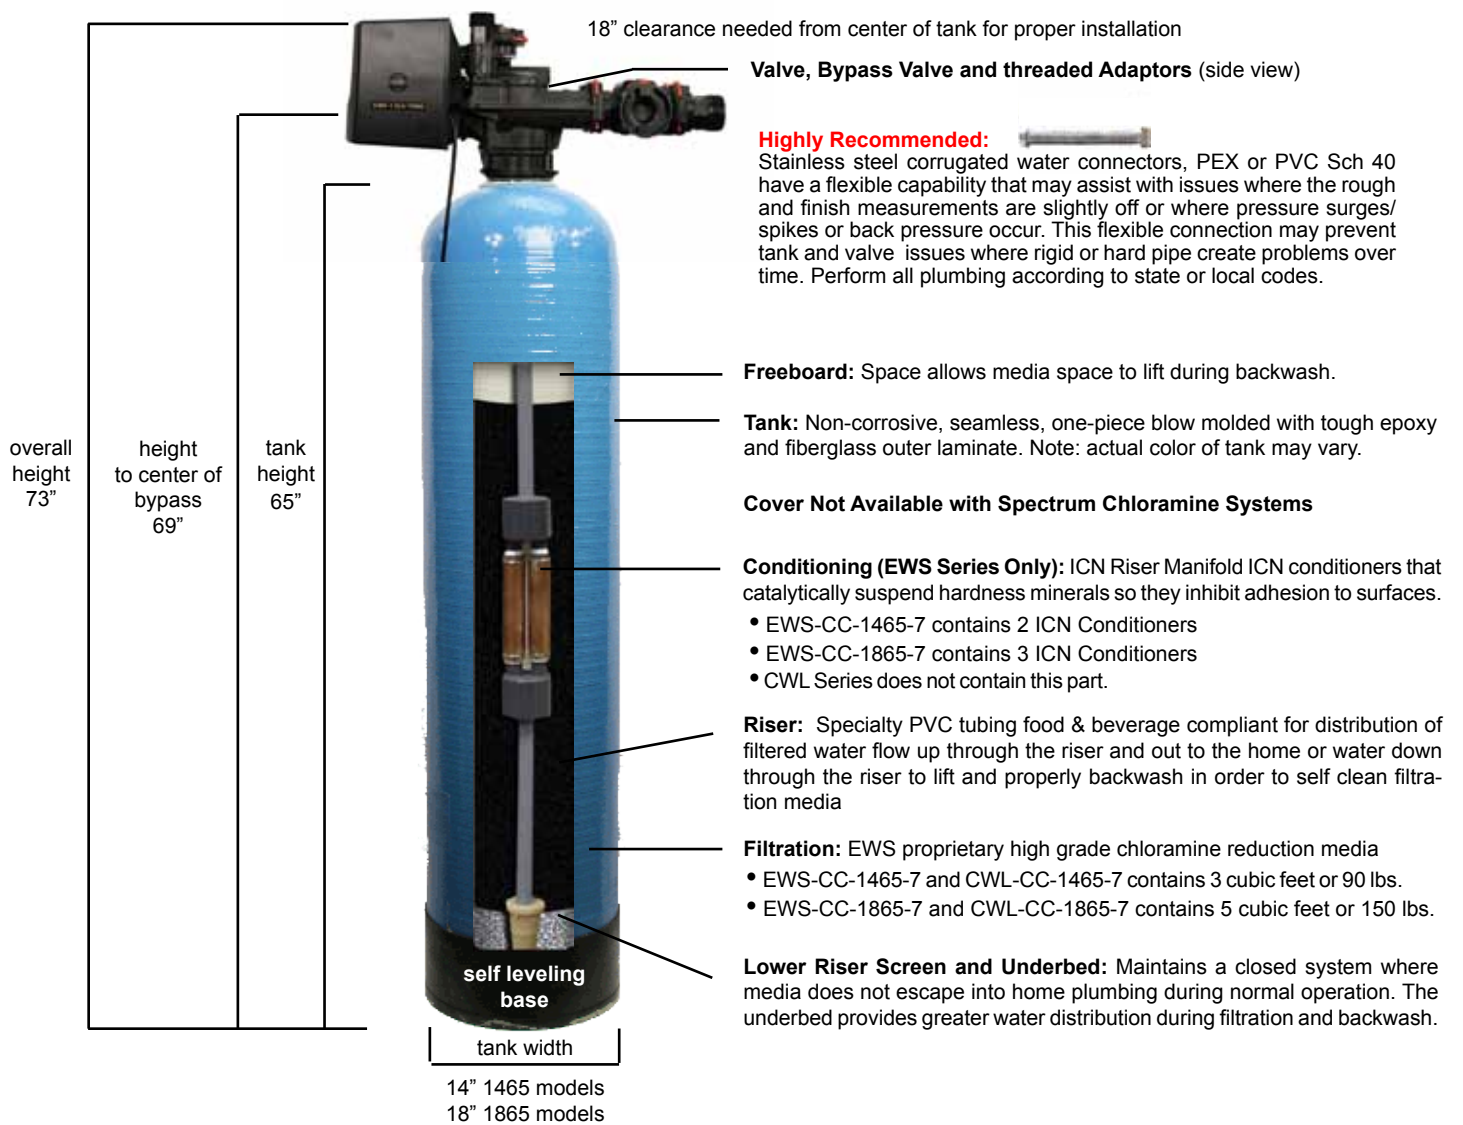 18” clearance needed from center of tank for proper installation
Valve, Bypass Valve and threaded Adaptors (side view)
Highly Recommended:
Stainless steel corrugated water connectors, PEX or PVC Sch 40
have a flexible capability that may assist with issues where the rough
and finish measurements are slightly off or where pressure surges/
spikes or back pressure occur. This flexible connection may prevent
tank and valve issues where rigid or hard pipe create problems over
time. Perform all plumbing according to state or local codes.
Freeboard: Space allows media space to lift during backwash.
Tank: Non-corrosive, seamless, one-piece blow molded with tough epoxy
and fiberglass outer laminate. Note: actual color of tank may vary.
overall
height
73”
height
to center of
bypass
69”
tank
height
65”
Cover Not Available with Spectrum Chloramine Systems
Conditioning (EWS Series Only): ICN Riser Manifold ICN conditioners that
catalytically suspend hardness minerals so they inhibit adhesion to surfaces.
• EWS-CC-1465-7 contains 2 ICN Conditioners
• EWS-CC-1865-7 contains 3 ICN Conditioners
• CWL Series does not contain this part.
Riser: Specialty PVC tubing food & beverage compliant for distribution of
filtered water flow up through the riser and out to the home or water down
through the riser to lift and properly backwash in order to self clean filtra-
tion media
Filtration: EWS proprietary high grade chloramine reduction media
• EWS-CC-1465-7 and CWL-CC-1465-7 contains 3 cubic feet or 90 lbs.
• EWS-CC-1865-7 and CWL-CC-1865-7 contains 5 cubic feet or 150 lbs.
Lower Riser Screen and Underbed: Maintains a closed system where
media does not escape into home plumbing during normal operation. The
underbed provides greater water distribution during filtration and backwash.
self leveling
base
tank width
14” 1465 models
18” 1865 models